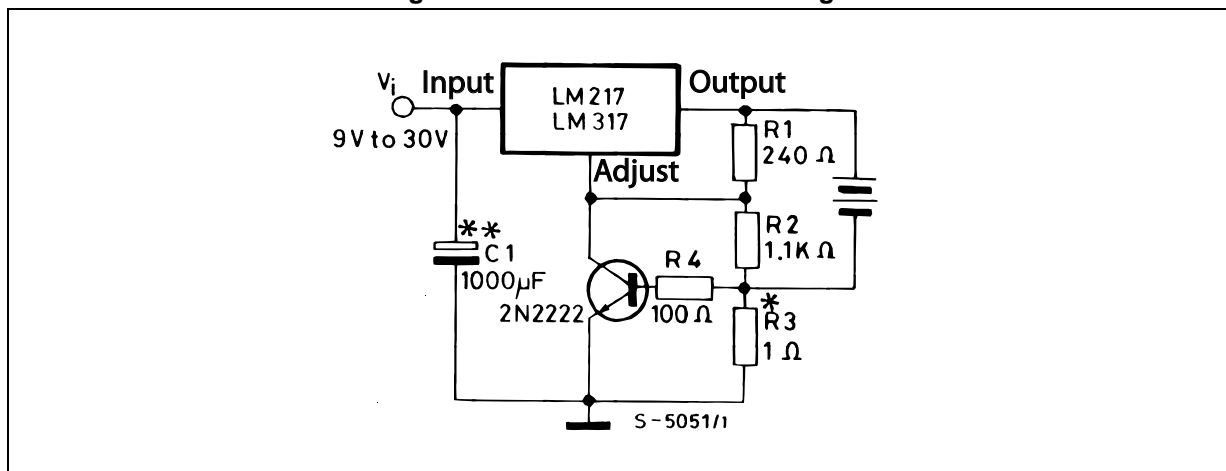 Vi
Input
Output
LM217
LM317
9V to 30V
Adjust
R1
240 Ω
R2
1.1K Ω
**
C1
1000µF
R4
100 Ω
2N2222
*
R3
1 Ω
S-5051/1